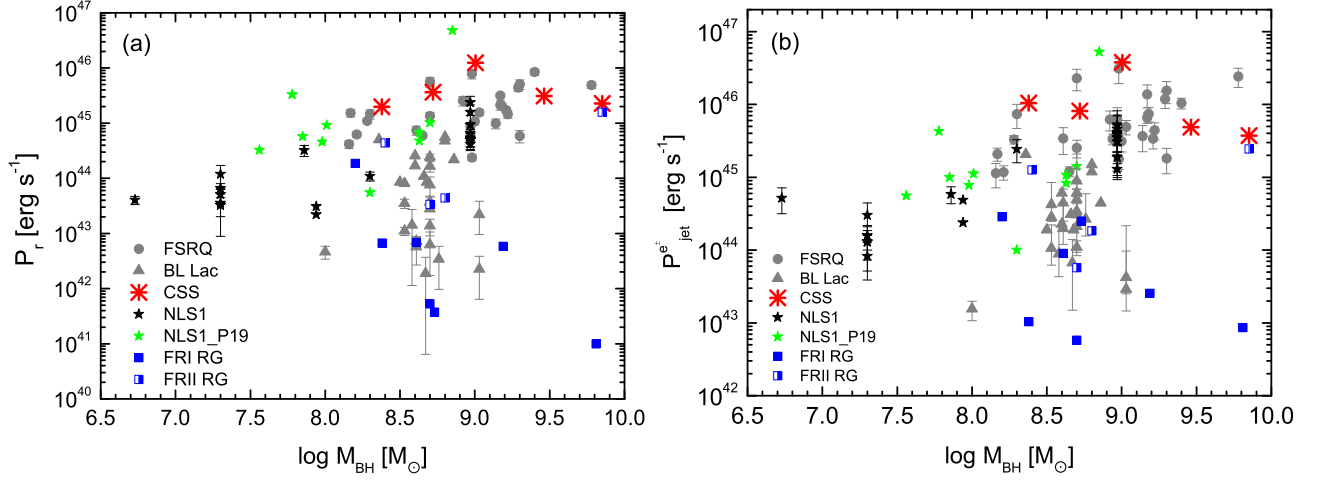 (a)
P_r [erg s^-1]
10^47
10^46
10^45
10^44
10^43
10^42
10^41
10^40
FSRQ
BL Lac
CSS
NLS1
NLS1_P19
FRI RG
FRII RG
6.5 7.0 7.5 8.0 8.5 9.0 9.5 10.0
log M_BH [M_⊙]
(b)
P^e±_jet [erg s^-1]
10^47
10^46
10^45
10^44
10^43
10^42
FSRQ
BL Lac
CSS
NLS1
NLS1_P19
FRI RG
FRII RG
6.5 7.0 7.5 8.0 8.5 9.0 9.5 10.0
log M_BH [M_⊙]